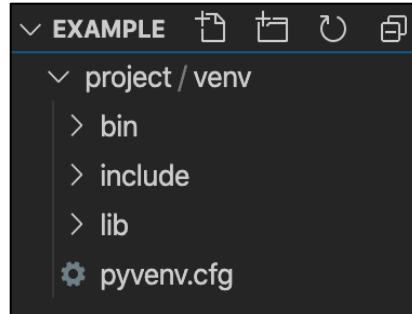 EXAMPLE
project / venv
bin
include
lib
pyvenv.cfg